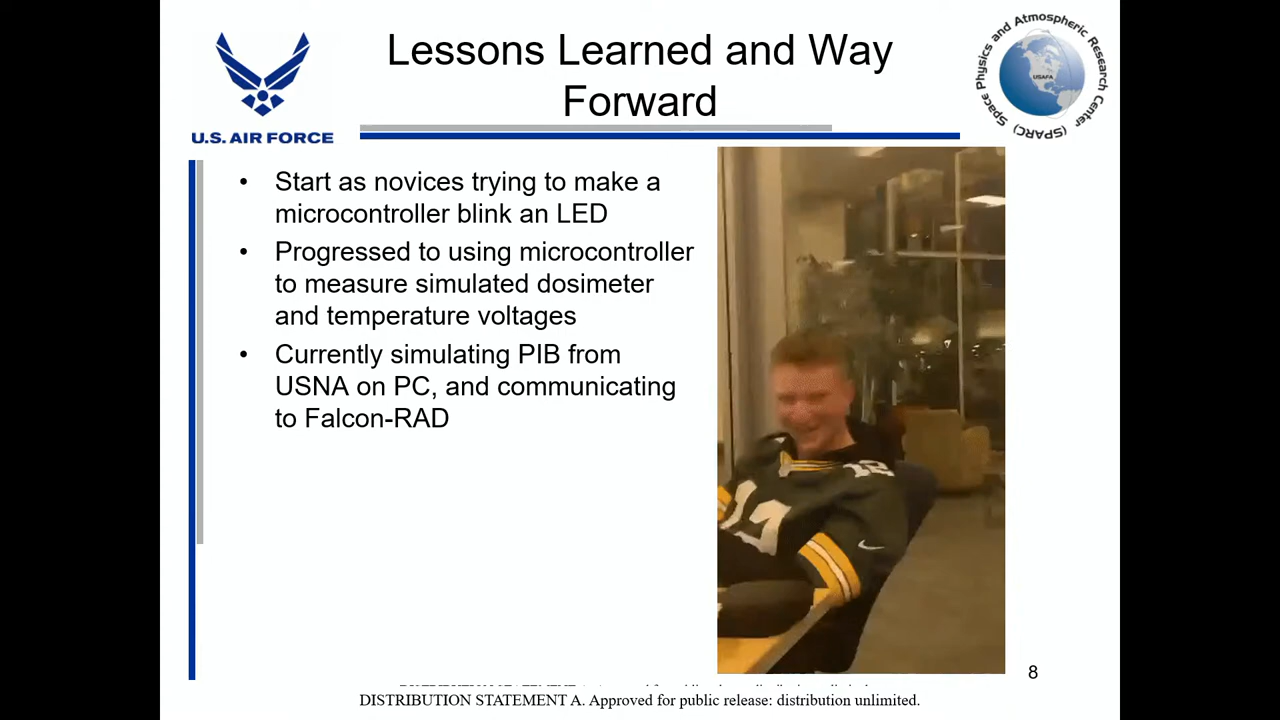 Lessons Learned and Way
Forward
U.S. AIR FORCE
Space Physics and Atmospheric Research Center (SPARC)
USAFA
• Start as novices trying to make a
microcontroller blink an LED
• Progressed to using microcontroller
to measure simulated dosimeter
and temperature voltages
• Currently simulating PIB from
USNA on PC, and communicating
to Falcon-RAD
12
12
8
DISTRIBUTION STATEMENT A. Approved for public release: distribution unlimited.